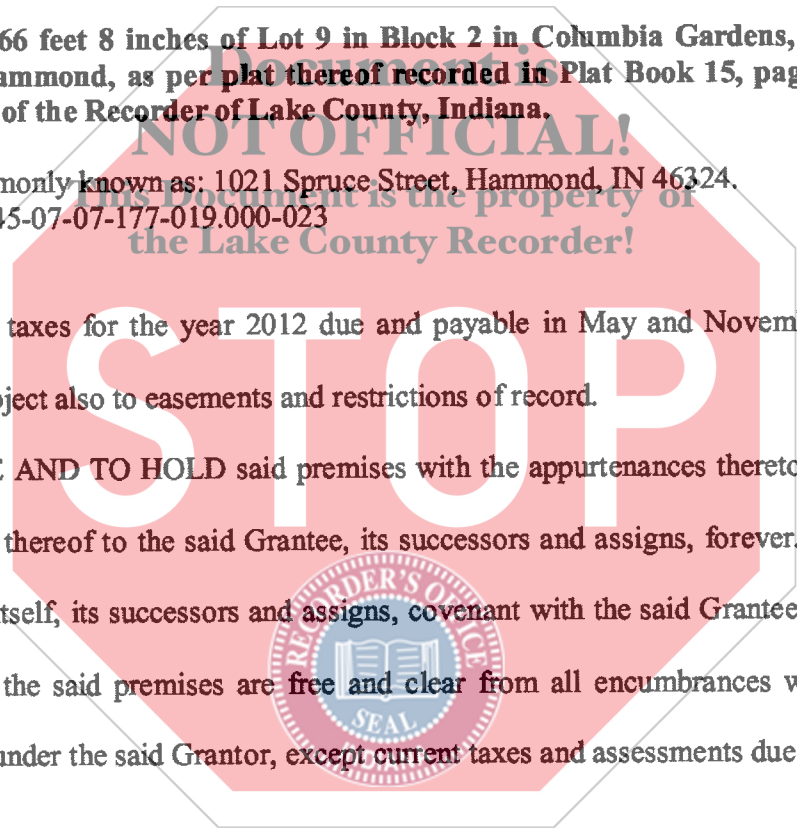 66 feet 8 inches of Lot 9 in Block 2 in Columbia Gardens,
Document is
ammond, as per plat thereof recorded in Plat Book 15, pag
of the Recorder of Lake County, Indiana.
NOT OFFICIAL!
monly known as: 1021 Spruce Street, Hammond, IN 46324.
This Document is the property of
45-07-07-177-019.000-023
the Lake County Recorder!
taxes for the year 2012 due and payable in May and Novem
STOP
ject also to easements and restrictions of record.
E AND TO HOLD said premises with the appurtenances thereto
thereof to the said Grantee, its successors and assigns, forever.
RECORDER'S OFFICE
tself, its successors and assigns, covenant with the said Grantee
the said premises are free and clear from all encumbrances w
SEAL
under the said Grantor, except current taxes and assessments due